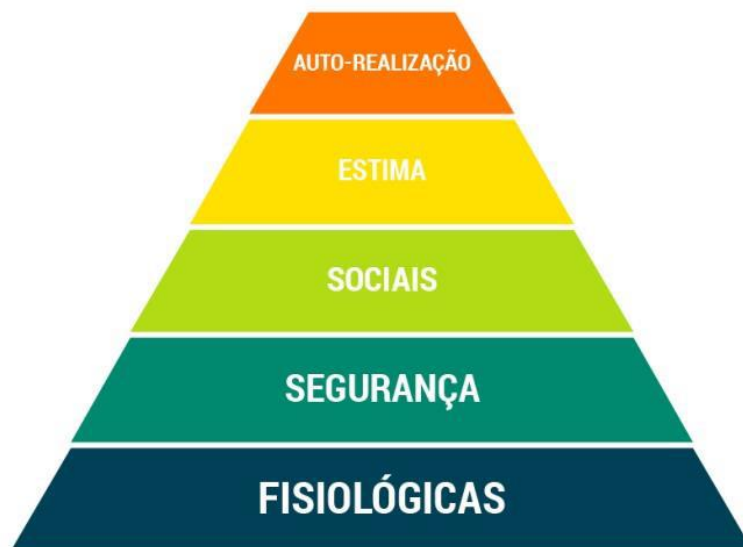 AUTO-REALIZAÇÃO
ESTIMA
SOCIAIS
SEGURANÇA
FISIOLÓGICAS